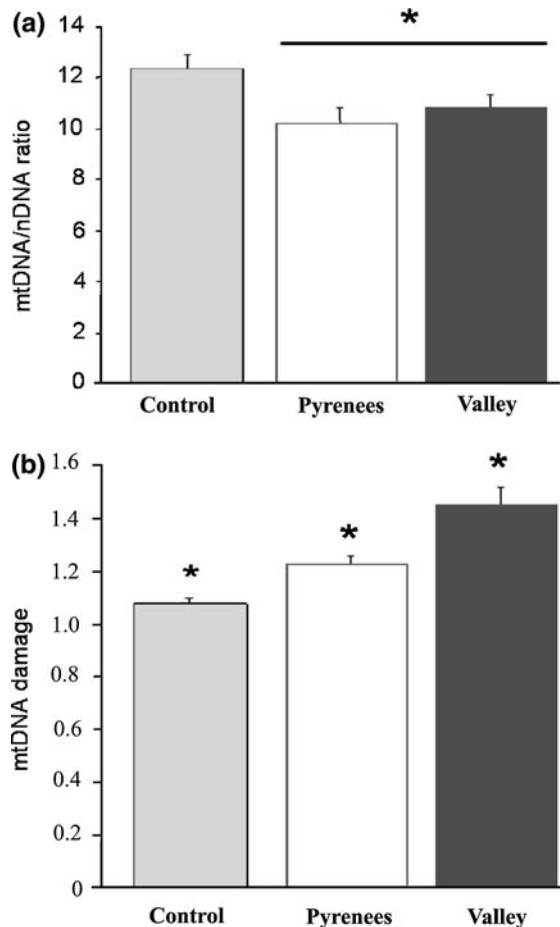 (a)
*
mtDNA/nDNA ratio
14
12
10
8
6
4
2
0
Control Pyrenees Valley
(b)
mtDNA damage
1.6
1.4
1.2
1.0
0.8
0.6
0.4
0.2
0
* * *
Control Pyrenees Valley